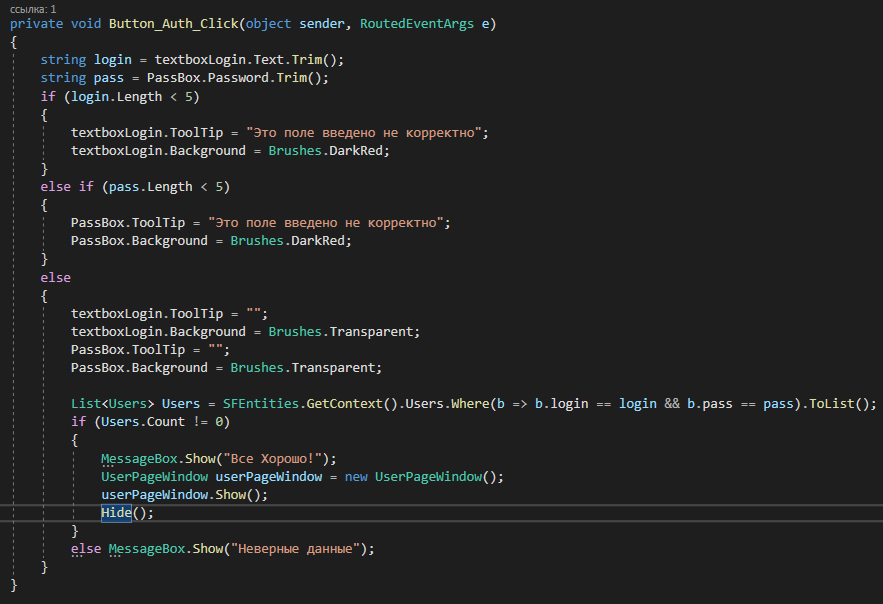 ссылка: 1
private void Button_Auth_Click(object sender, RoutedEventArgs e)
{
string login = textboxLogin.Text.Trim();
string pass = PassBox.Password.Trim();
if (login.Length < 5)
{
textboxLogin.ToolTip = "Это поле введено не корректно";
textboxLogin.Background = Brushes.DarkRed;
}
else if (pass.Length < 5)
{
PassBox.ToolTip = "Это поле введено не корректно";
PassBox.Background = Brushes.DarkRed;
}
else
{
textboxLogin.ToolTip = "";
textboxLogin.Background = Brushes.Transparent;
PassBox.ToolTip = "";
PassBox.Background = Brushes.Transparent;
List<Users> Users = SFEntities.GetContext().Users.Where(b => b.login == login && b.pass == pass).ToList();
if (Users.Count != 0)
{
MessageBox.Show("Все Хорошо!");
UserPageWindow userPageWindow = new UserPageWindow();
userPageWindow.Show();
Hide();
}
else MessageBox.Show("Неверные данные");
}
}